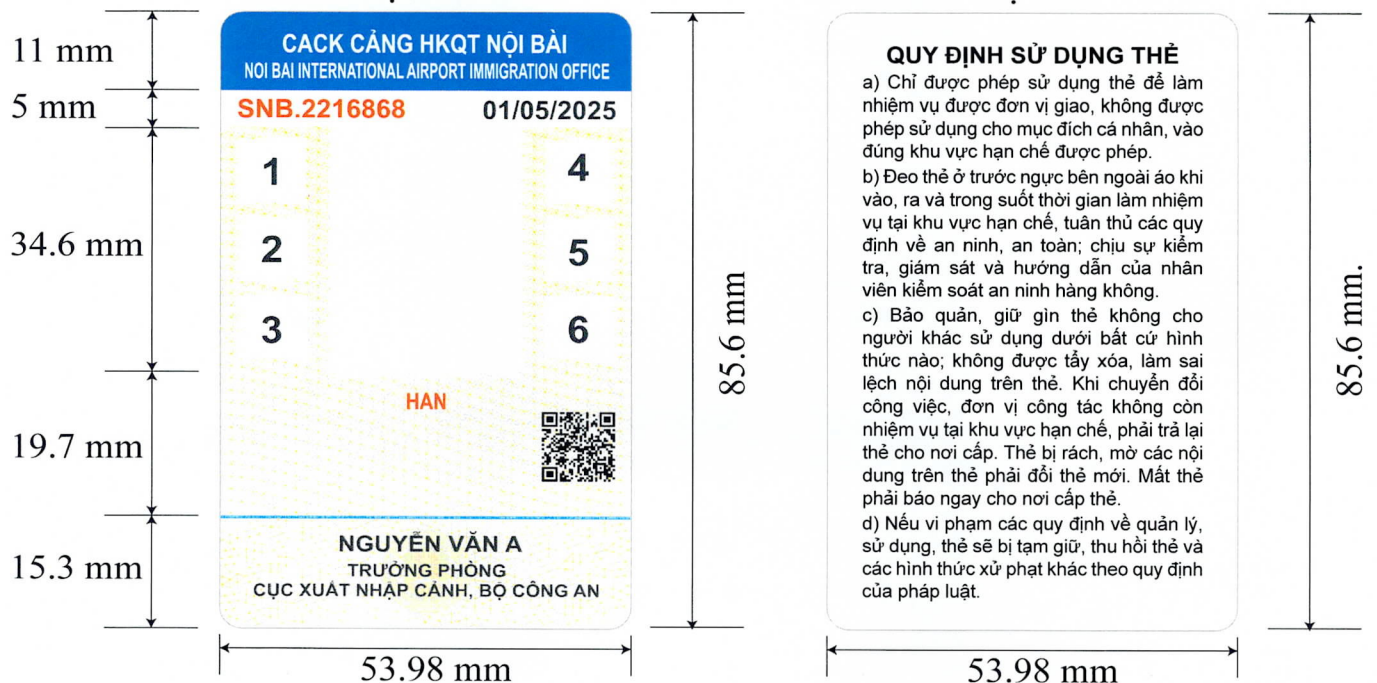 11 mm
5 mm
34.6 mm
19.7 mm
15.3 mm
CACK CẢNG HKQT NỘI BÀI
NOI BAI INTERNATIONAL AIRPORT IMMIGRATION OFFICE
SNB.2216868 01/05/2025
1 4
2 5
3 6
HAN
NGUYỄN VĂN A
TRƯỞNG PHÒNG
CỤC XUẤT NHẬP CẢNH, BỘ CÔNG AN
85.6 mm
53.98 mm
QUY ĐỊNH SỬ DỤNG THẺ
a) Chỉ được phép sử dụng thẻ để làm
nhiệm vụ được đơn vị giao, không được
phép sử dụng cho mục đích cá nhân, vào
đúng khu vực hạn chế được phép.
b) Đeo thẻ ở trước ngực bên ngoài áo khi
vào, ra và trong suốt thời gian làm nhiệm
vụ tại khu vực hạn chế, tuân thủ các quy
định về an ninh, an toàn; chịu sự kiểm
tra, giám sát và hướng dẫn của nhân
viên kiểm soát an ninh hàng không.
c) Bảo quản, giữ gìn thẻ không cho
người khác sử dụng dưới bất cứ hình
thức nào; không được tẩy xóa, làm sai
lệch nội dung trên thẻ. Khi chuyển đổi
công việc, đơn vị công tác không còn
nhiệm vụ tại khu vực hạn chế, phải trả lại
thẻ cho nơi cấp. Thẻ bị rách, mờ các nội
dung trên thẻ phải đổi thẻ mới. Mất thẻ
phải báo ngay cho nơi cấp thẻ.
d) Nếu vi phạm các quy định về quản lý,
sử dụng, thẻ sẽ bị tạm giữ, thu hồi thẻ và
các hình thức xử phạt khác theo quy định
của pháp luật.
85.6 mm.
53.98 mm